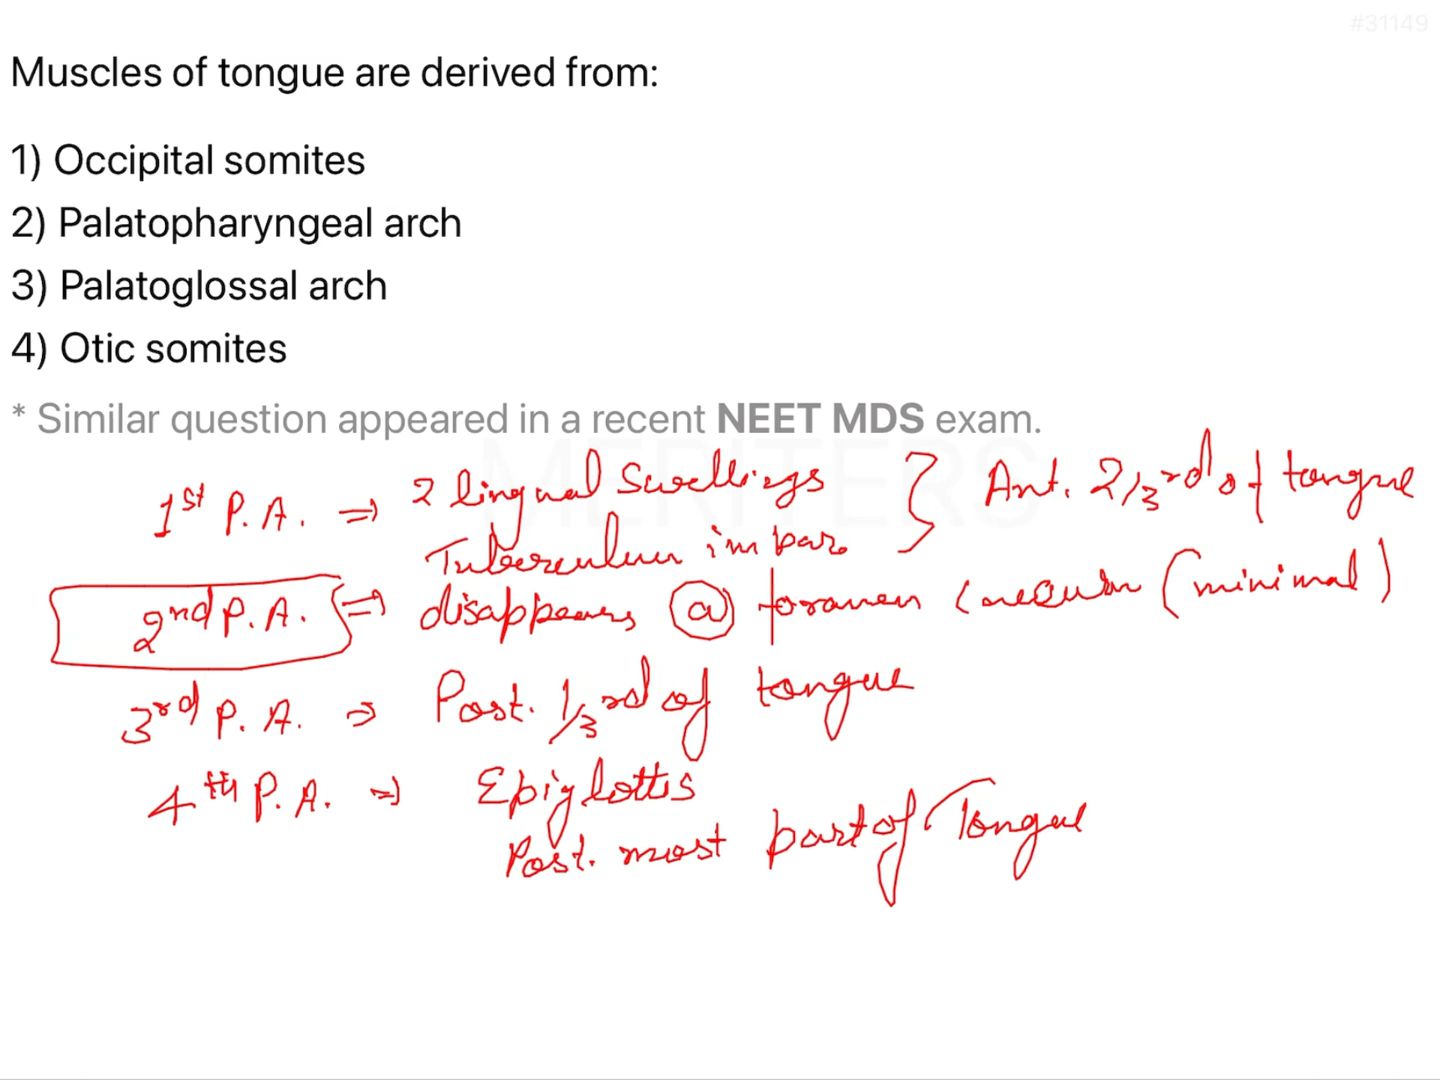 #31149
Muscles of tongue are derived from:
1) Occipital somites
2) Palatopharyngeal arch
3) Palatoglossal arch
4) Otic somites
* Similar question appeared in a recent NEET MDS exam.
MERITERS
1st P.A. ⇒ 2 lingual Swellings } Ant. 2/3rd of tongue
Tuberculum impar
2nd P.A. ⇒ disappears @ foramen caecum (minimal)
3rd P.A. ⇒ Post. 1/3rd of tongue
4th P.A. ⇒ Epiglottis
Post. most part of Tongue